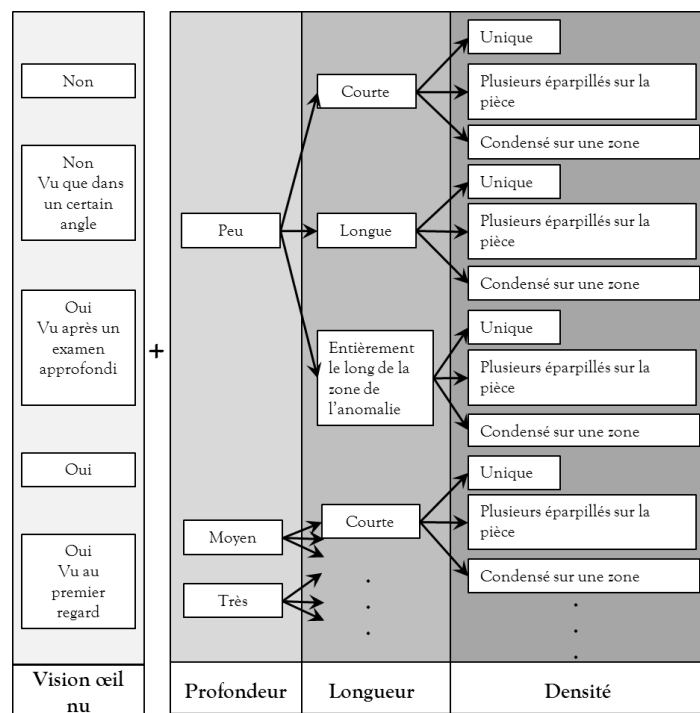 Non
Non
Vu que dans
un certain
angle
Oui
Vu après un
examen
approfondi
Oui
Oui
Vu au
premier
regard
Vision œil
nu
+
Peu
Moyen
Très
Profondeur
Courte
Longue
Entièrement
le long de la
zone de
l'anomalie
Courte
.
.
.
Longueur
Unique
Plusieurs éparpillés sur la
pièce
Condensé sur une zone
Unique
Plusieurs éparpillés sur la
pièce
Condensé sur une zone
Unique
Plusieurs éparpillés sur la
pièce
Condensé sur une zone
Unique
Plusieurs éparpillés sur la
pièce
Condensé sur une zone
.
.
.
Densité